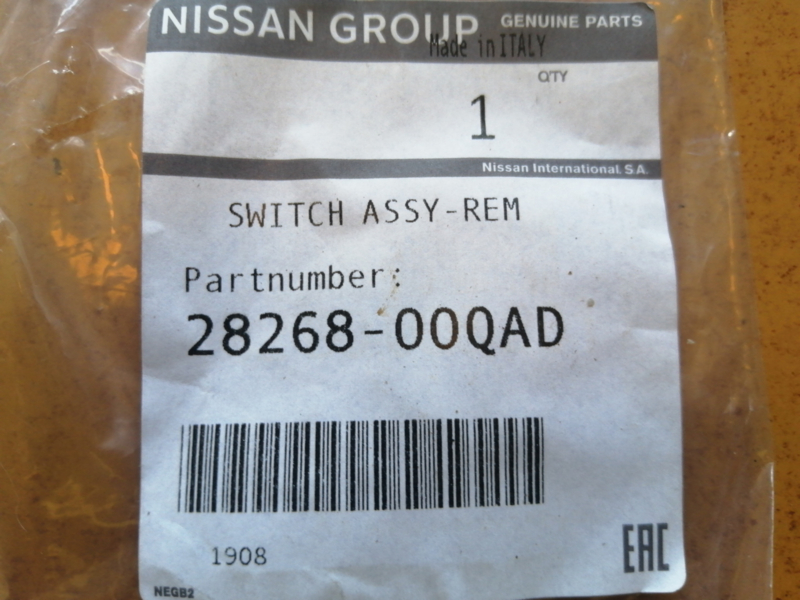 NISSAN GROUP GENUINE PARTS
Made in ITALY
QTY
1
Nissan International S.A.
SWITCH ASSY-REM
Partnumber:
28268-00QAD
1908
EAC
NEGB2